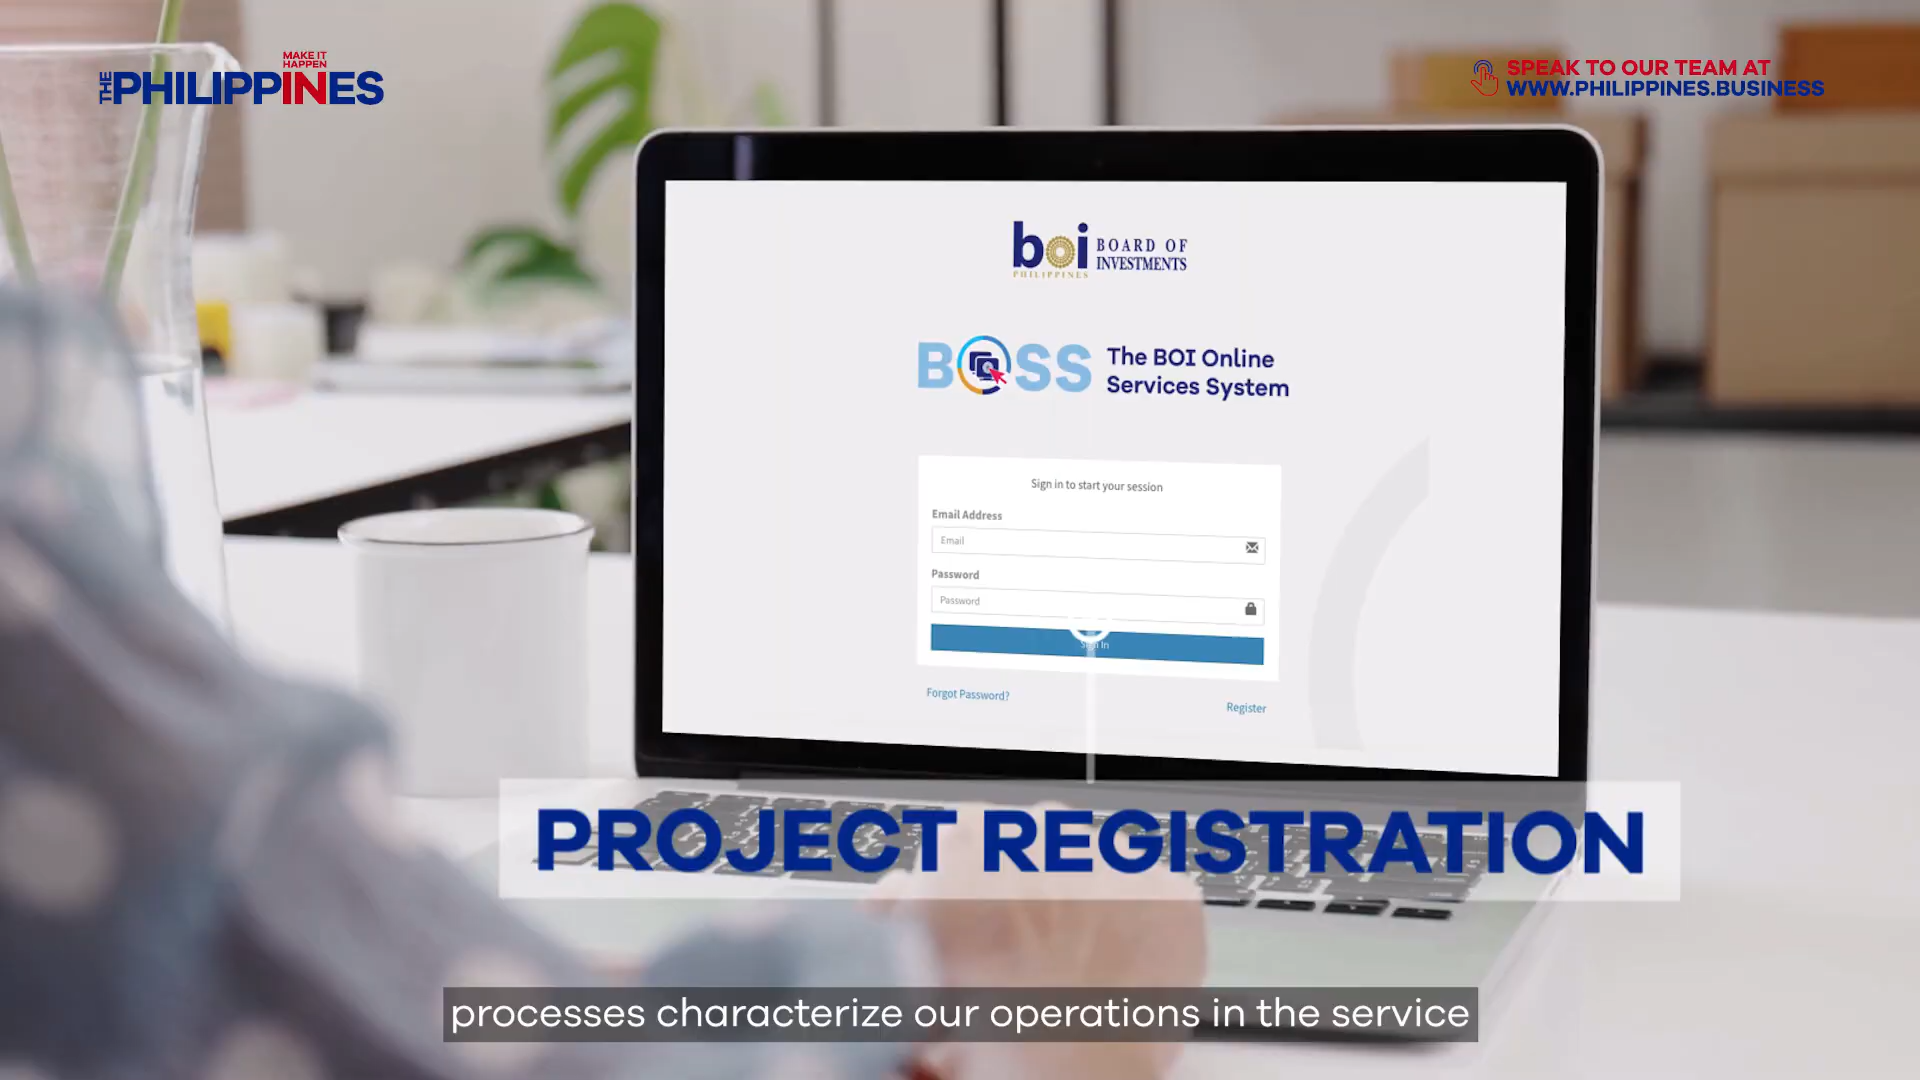 MAKE IT
HAPPEN
THE PHILIPPINES
SPEAK TO OUR TEAM AT
WWW.PHILIPPINES.BUSINESS
boi BOARD OF
PHILIPPINES INVESTMENTS
BOSS The BOI Online
Services System
Sign in to start your session
Email Address
Email
Password
Password
Sign In
Forgot Password?
Register
PROJECT REGISTRATION
processes characterize our operations in the service